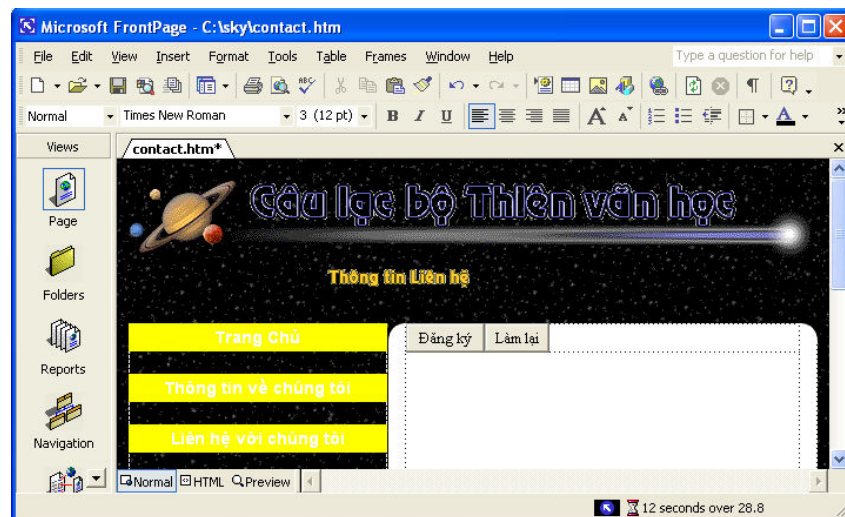 Microsoft FrontPage - C:\sky\contact.htm
File Edit View Insert Format Tools Table Frames Window Help Type a question for help
Normal Times New Roman 3 (12 pt) B I U A A A
Views contact.htm*
Câu lạc bộ Thiên văn học
Page
Thông tin Liên hệ
Folders
Trang Chủ Đăng ký Làm lại
Reports
Thông tin về chúng tôi
Liên hệ với chúng tôi
Navigation
Normal HTML Preview
12 seconds over 28.8